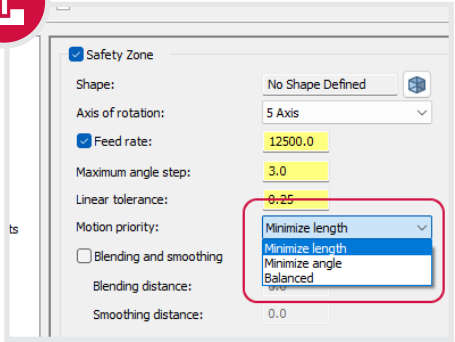 Safety Zone
Shape: No Shape Defined
Axis of rotation: 5 Axis
Feed rate: 12500.0
Maximum angle step: 3.0
Linear tolerance: 0.25
ts Motion priority: Minimize length
Minimize length
Blending and smoothing Minimize angle
Balanced
Blending distance: 0.0
Smoothing distance: 0.0